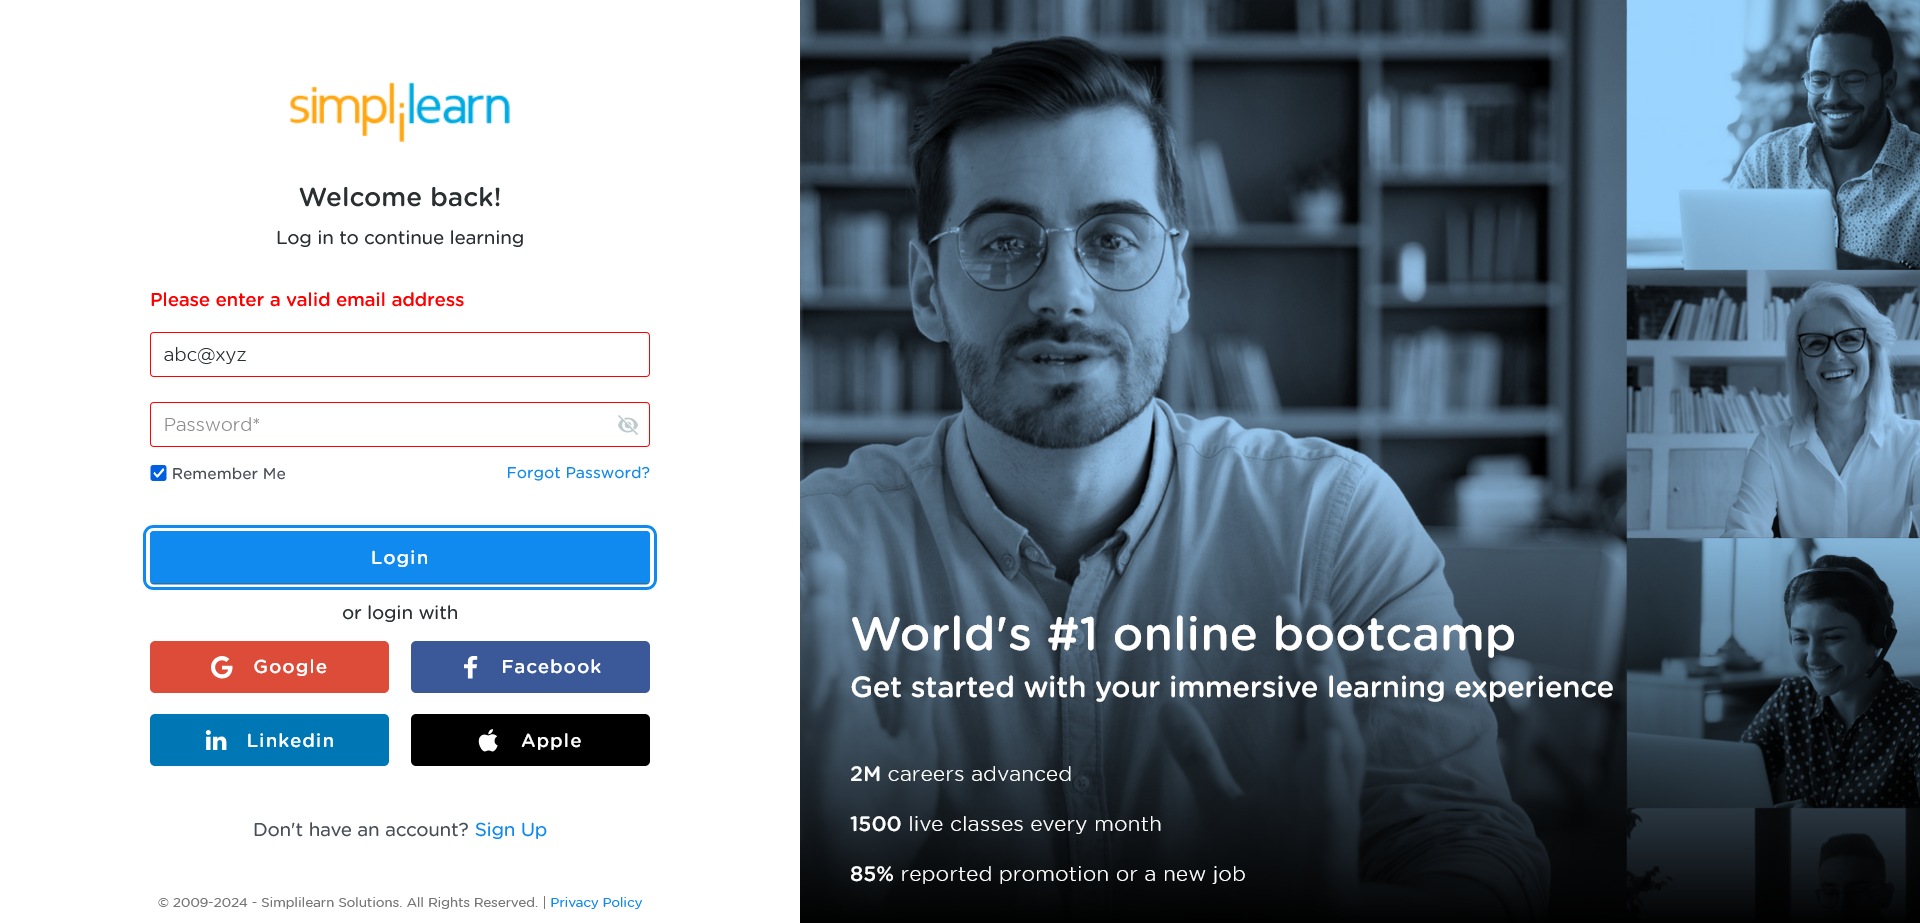 simplilearn
Welcome back!
Log in to continue learning
Please enter a valid email address
abc@xyz
Password*
Remember Me
Forgot Password?
Login
or login with
Google
Facebook
Linkedin
Apple
Don't have an account? Sign Up
© 2009-2024 - Simplilearn Solutions. All Rights Reserved. | Privacy Policy
World's #1 online bootcamp
Get started with your immersive learning experience
2M careers advanced
1500 live classes every month
85% reported promotion or a new job